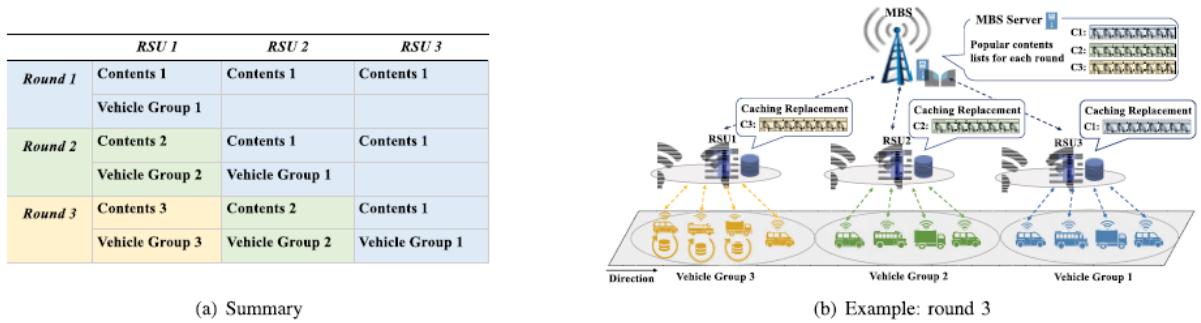 RSU 1 RSU 2 RSU 3
Round 1 Contents 1 Contents 1 Contents 1
Vehicle Group 1
Round 2 Contents 2 Contents 1 Contents 1
Vehicle Group 2 Vehicle Group 1
Round 3 Contents 3 Contents 2 Contents 1
Vehicle Group 3 Vehicle Group 2 Vehicle Group 1
(a) Summary
MBS
MBS Server
Popular contents
lists for each round
C1:
C2:
C3:
Caching Replacement
C3:
Caching Replacement
C2:
Caching Replacement
C1:
RSU1
RSU2
RSU3
Direction
Vehicle Group 3
Vehicle Group 2
Vehicle Group 1
(b) Example: round 3